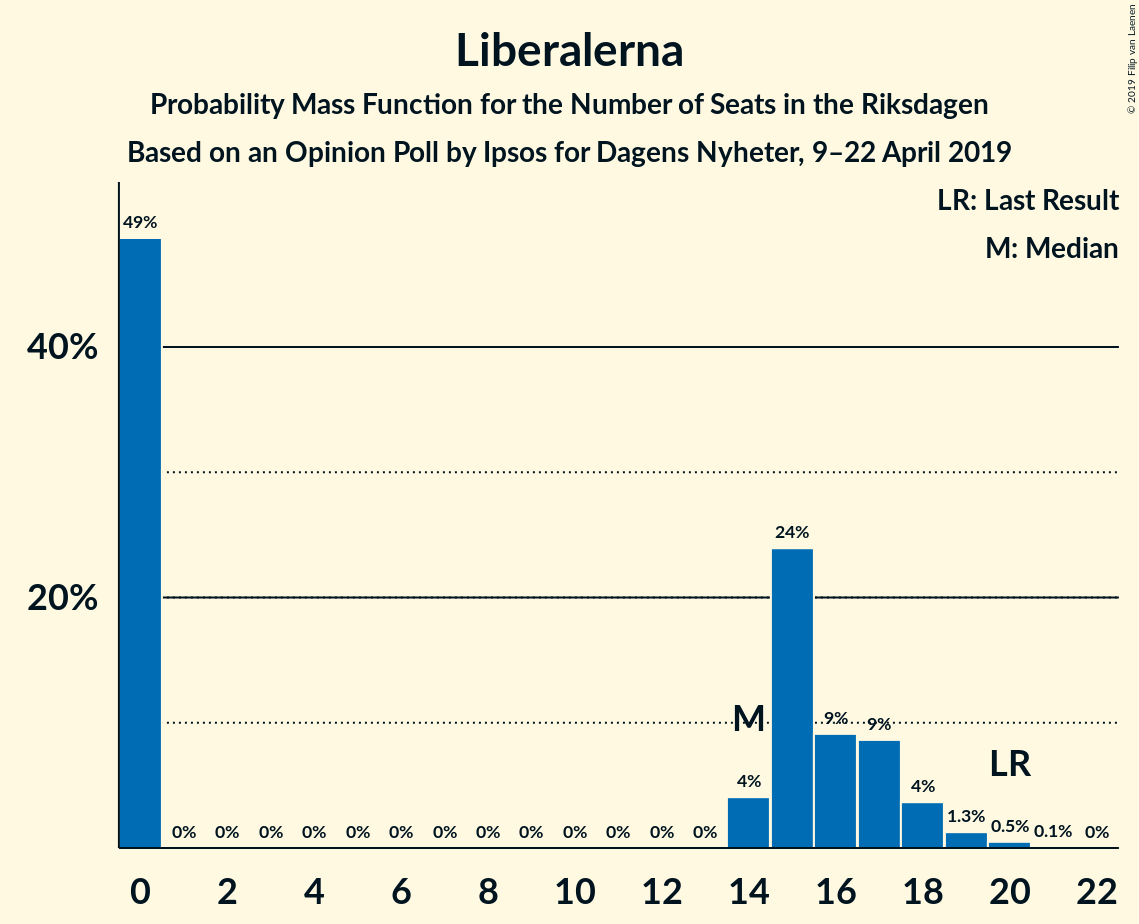 Liberalerna
Probability Mass Function for the Number of Seats in the Riksdagen
Based on an Opinion Poll by Ipsos for Dagens Nyheter, 9–22 April 2019
© 2019 Filip van Laenen
LR: Last Result
M: Median
49%
40%
24%
20%
M
9%
9%
LR
4%
4%
0% 0% 0% 0% 0% 0% 0% 0% 0% 0% 0% 0% 0% 1.3% 0.5% 0.1% 0%
0 2 4 6 8 10 12 14 16 18 20 22